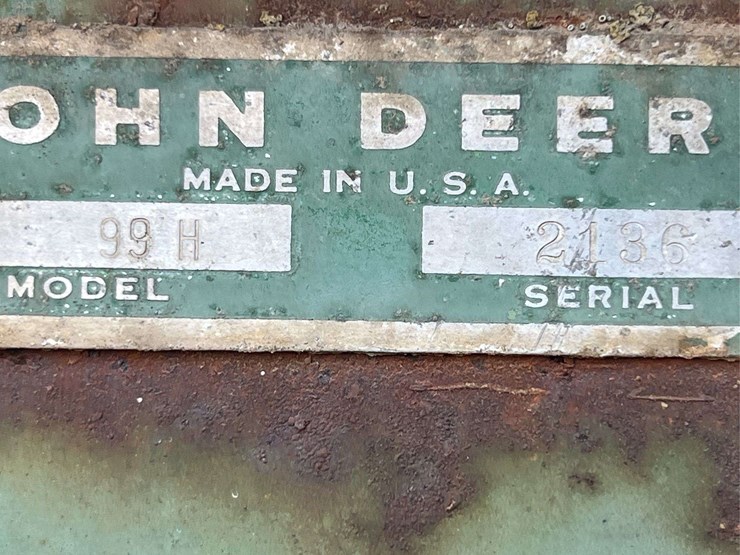 OHN DEER
MADE IN U.S.A.
99 H 2136
MODEL SERIAL